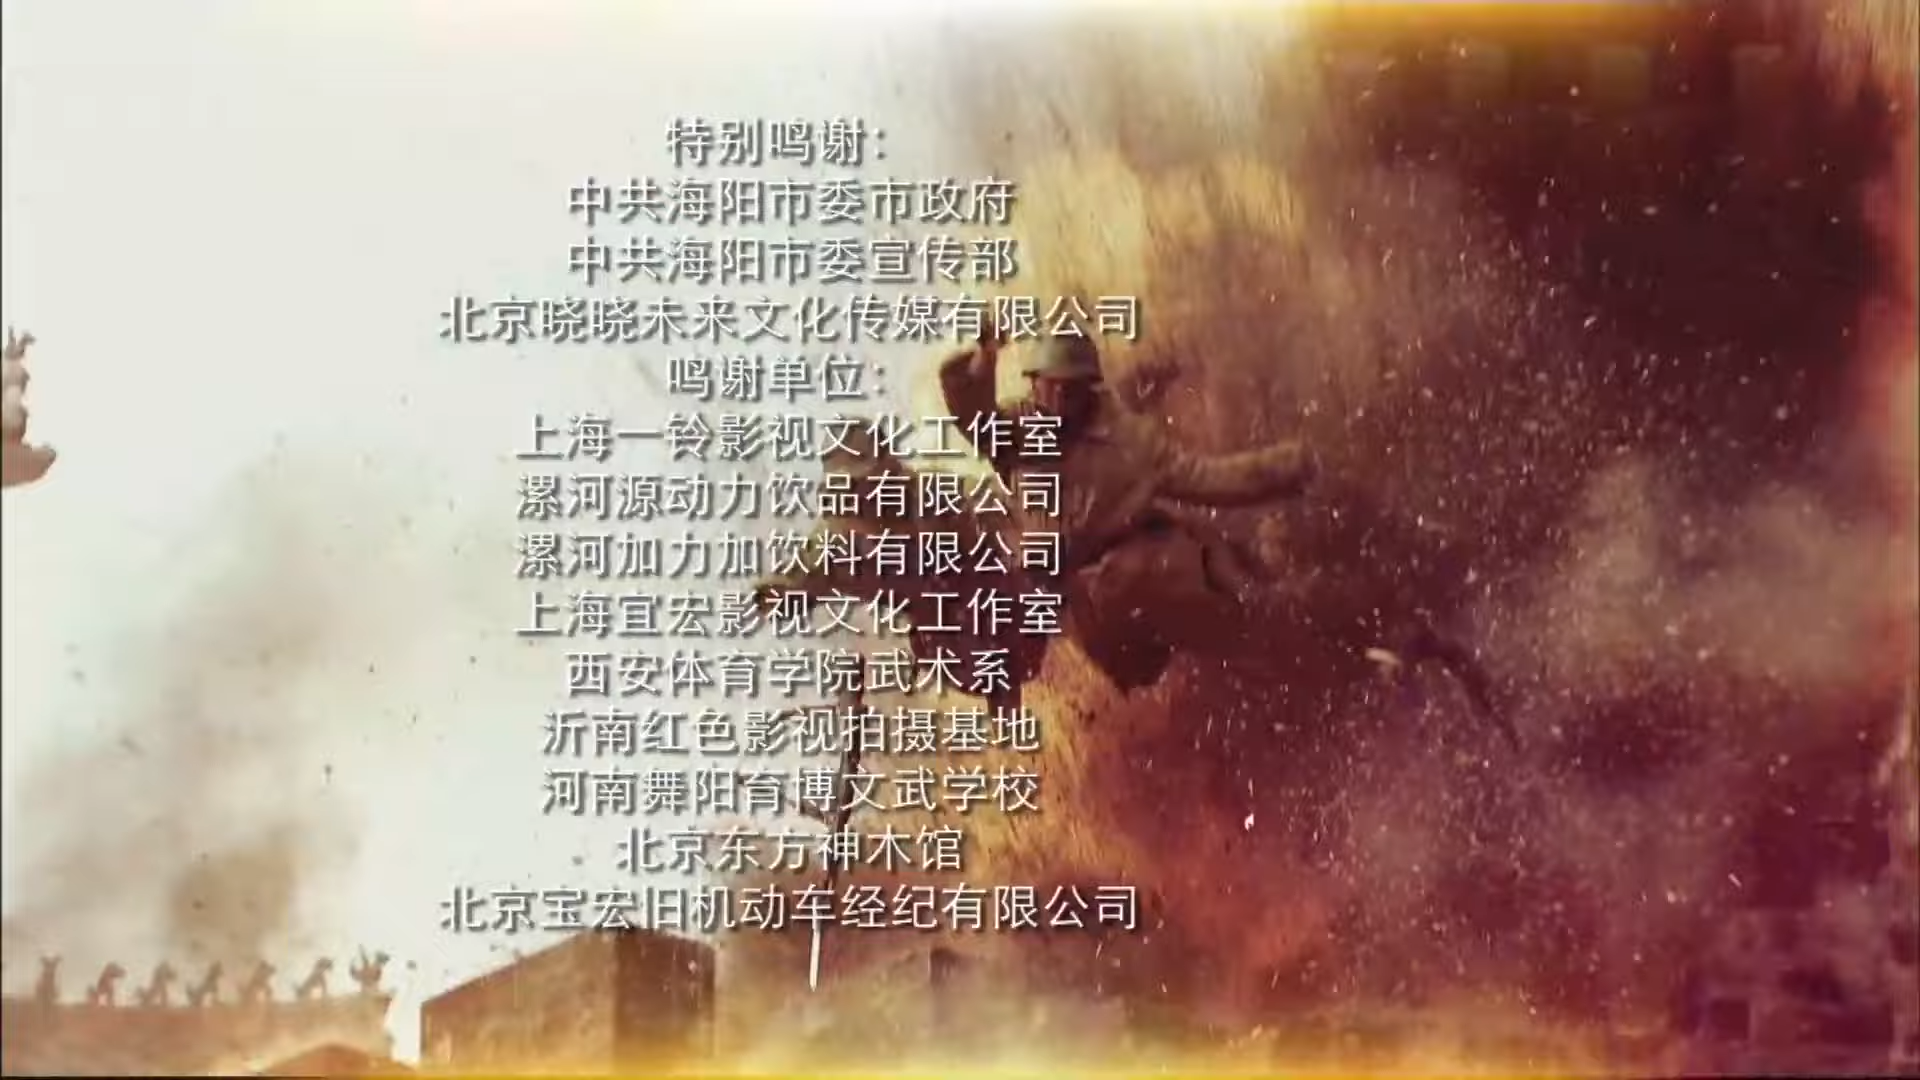 特别鸣谢：
中共海阳市委市政府
中共海阳市委宣传部
北京晓晓未来文化传媒有限公司
鸣谢单位：
上海一铃影视文化工作室
漯河源动力饮品有限公司
漯河加力加饮料有限公司
上海宜宏影视文化工作室
西安体育学院武术系
沂南红色影视拍摄基地
河南舞阳育博文武学校
北京东方神木馆
北京宝宏旧机动车经纪有限公司